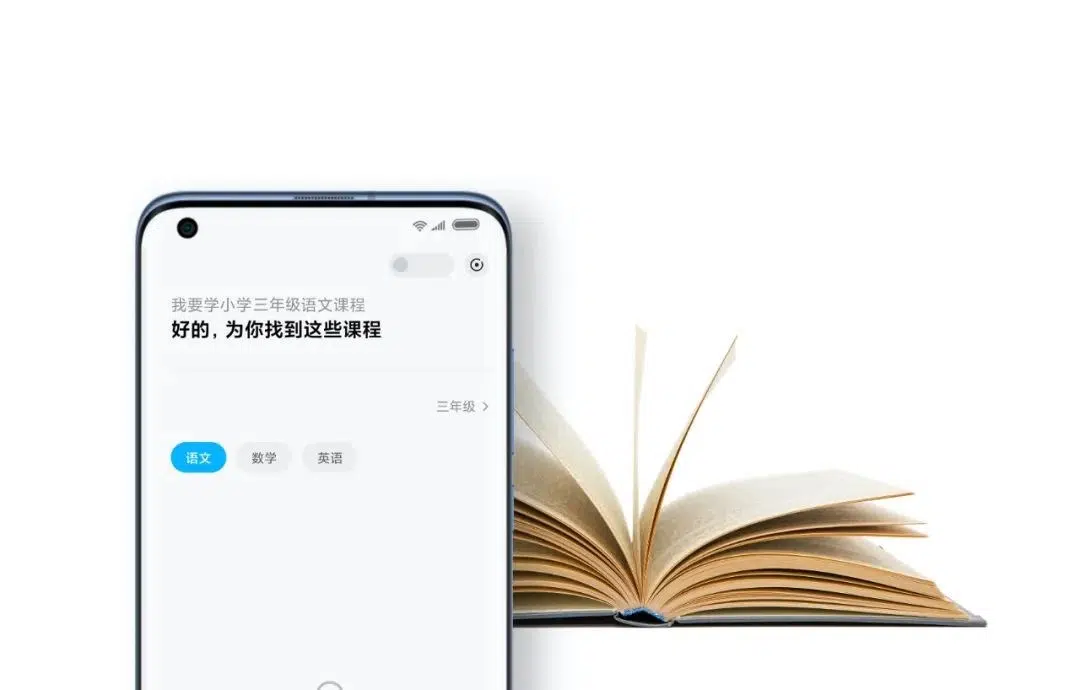 我要学小学三年级语文课程
好的，为你找到这些课程
三年级
语文 数学 英语